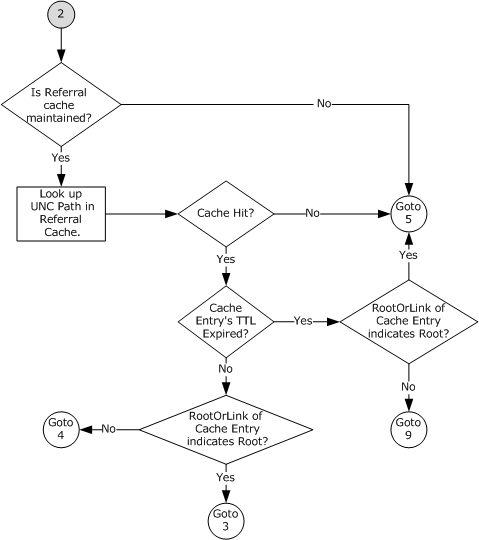 2
Is Referral
cache
maintained?
No
Yes
Look up
UNC Path in
Referral
Cache.
Cache Hit?
No
Goto
5
Yes
Yes
Cache
Entry's TTL
Expired?
Yes
RootOrLink of
Cache Entry
indicates Root?
No
No
RootOrLink of
Cache Entry
indicates Root?
No
Goto
4
Goto
9
Yes
Goto
3